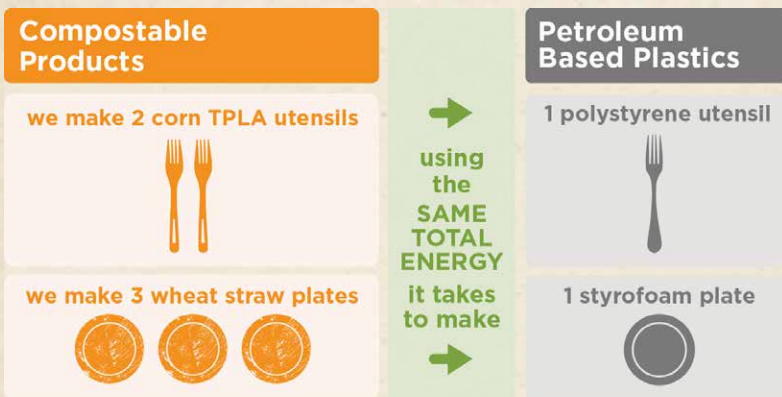 Compostable
Products
Petroleum
Based Plastics
we make 2 corn TPLA utensils
using
the
SAME
TOTAL
ENERGY
it takes
to make
1 polystyrene utensil
we make 3 wheat straw plates
1 styrofoam plate